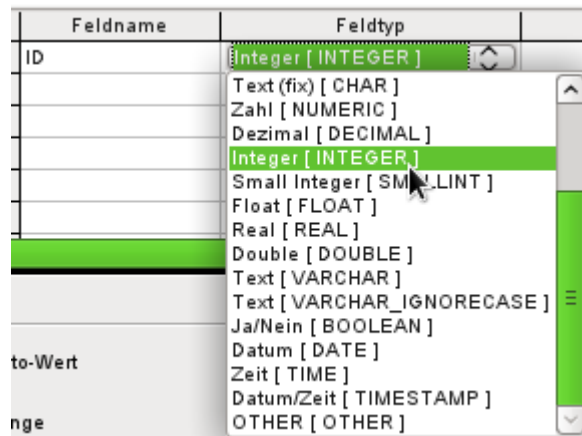 Feldname Feldtyp
ID Integer [ INTEGER ]
Text (fix) [ CHAR ]
Zahl [ NUMERIC ]
Dezimal [ DECIMAL ]
Integer [ INTEGER ]
Small Integer [ SMALLINT ]
Float [ FLOAT ]
Real [ REAL ]
Double [ DOUBLE ]
Text [ VARCHAR ]
Text [ VARCHAR_IGNORECASE ]
Ja/Nein [ BOOLEAN ]
Datum [ DATE ]
to-Wert
Zeit [ TIME ]
Datum/Zeit [ TIMESTAMP ]
nge
OTHER [ OTHER ]